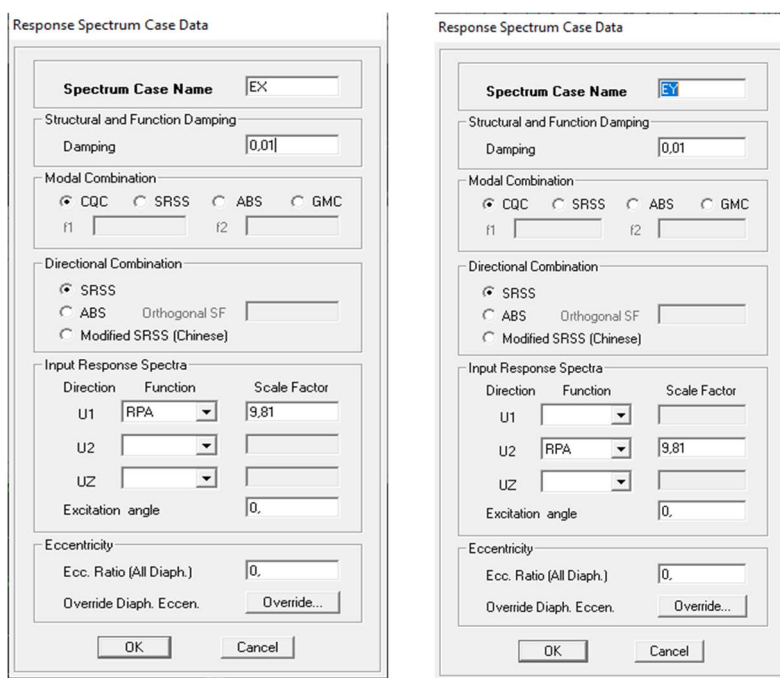 Response Spectrum Case Data
Spectrum Case Name EX
Structural and Function Damping
Damping 0,01
Modal Combination
CQC SRSS ABS GMC
f1 f2
Directional Combination
SRSS
ABS Orthogonal SF
Modified SRSS (Chinese)
Input Response Spectra
Direction Function Scale Factor
U1 RPA 9,81
U2
UZ
Excitation angle 0,
Eccentricity
Ecc. Ratio (All Diaph.) 0,
Override Diaph. Eccen. Override...
OK Cancel
Response Spectrum Case Data
Spectrum Case Name EY
Structural and Function Damping
Damping 0,01
Modal Combination
CQC SRSS ABS GMC
f1 f2
Directional Combination
SRSS
ABS Orthogonal SF
Modified SRSS (Chinese)
Input Response Spectra
Direction Function Scale Factor
U1
U2 RPA 9,81
UZ
Excitation angle 0,
Eccentricity
Ecc. Ratio (All Diaph.) 0,
Override Diaph. Eccen. Override...
OK Cancel